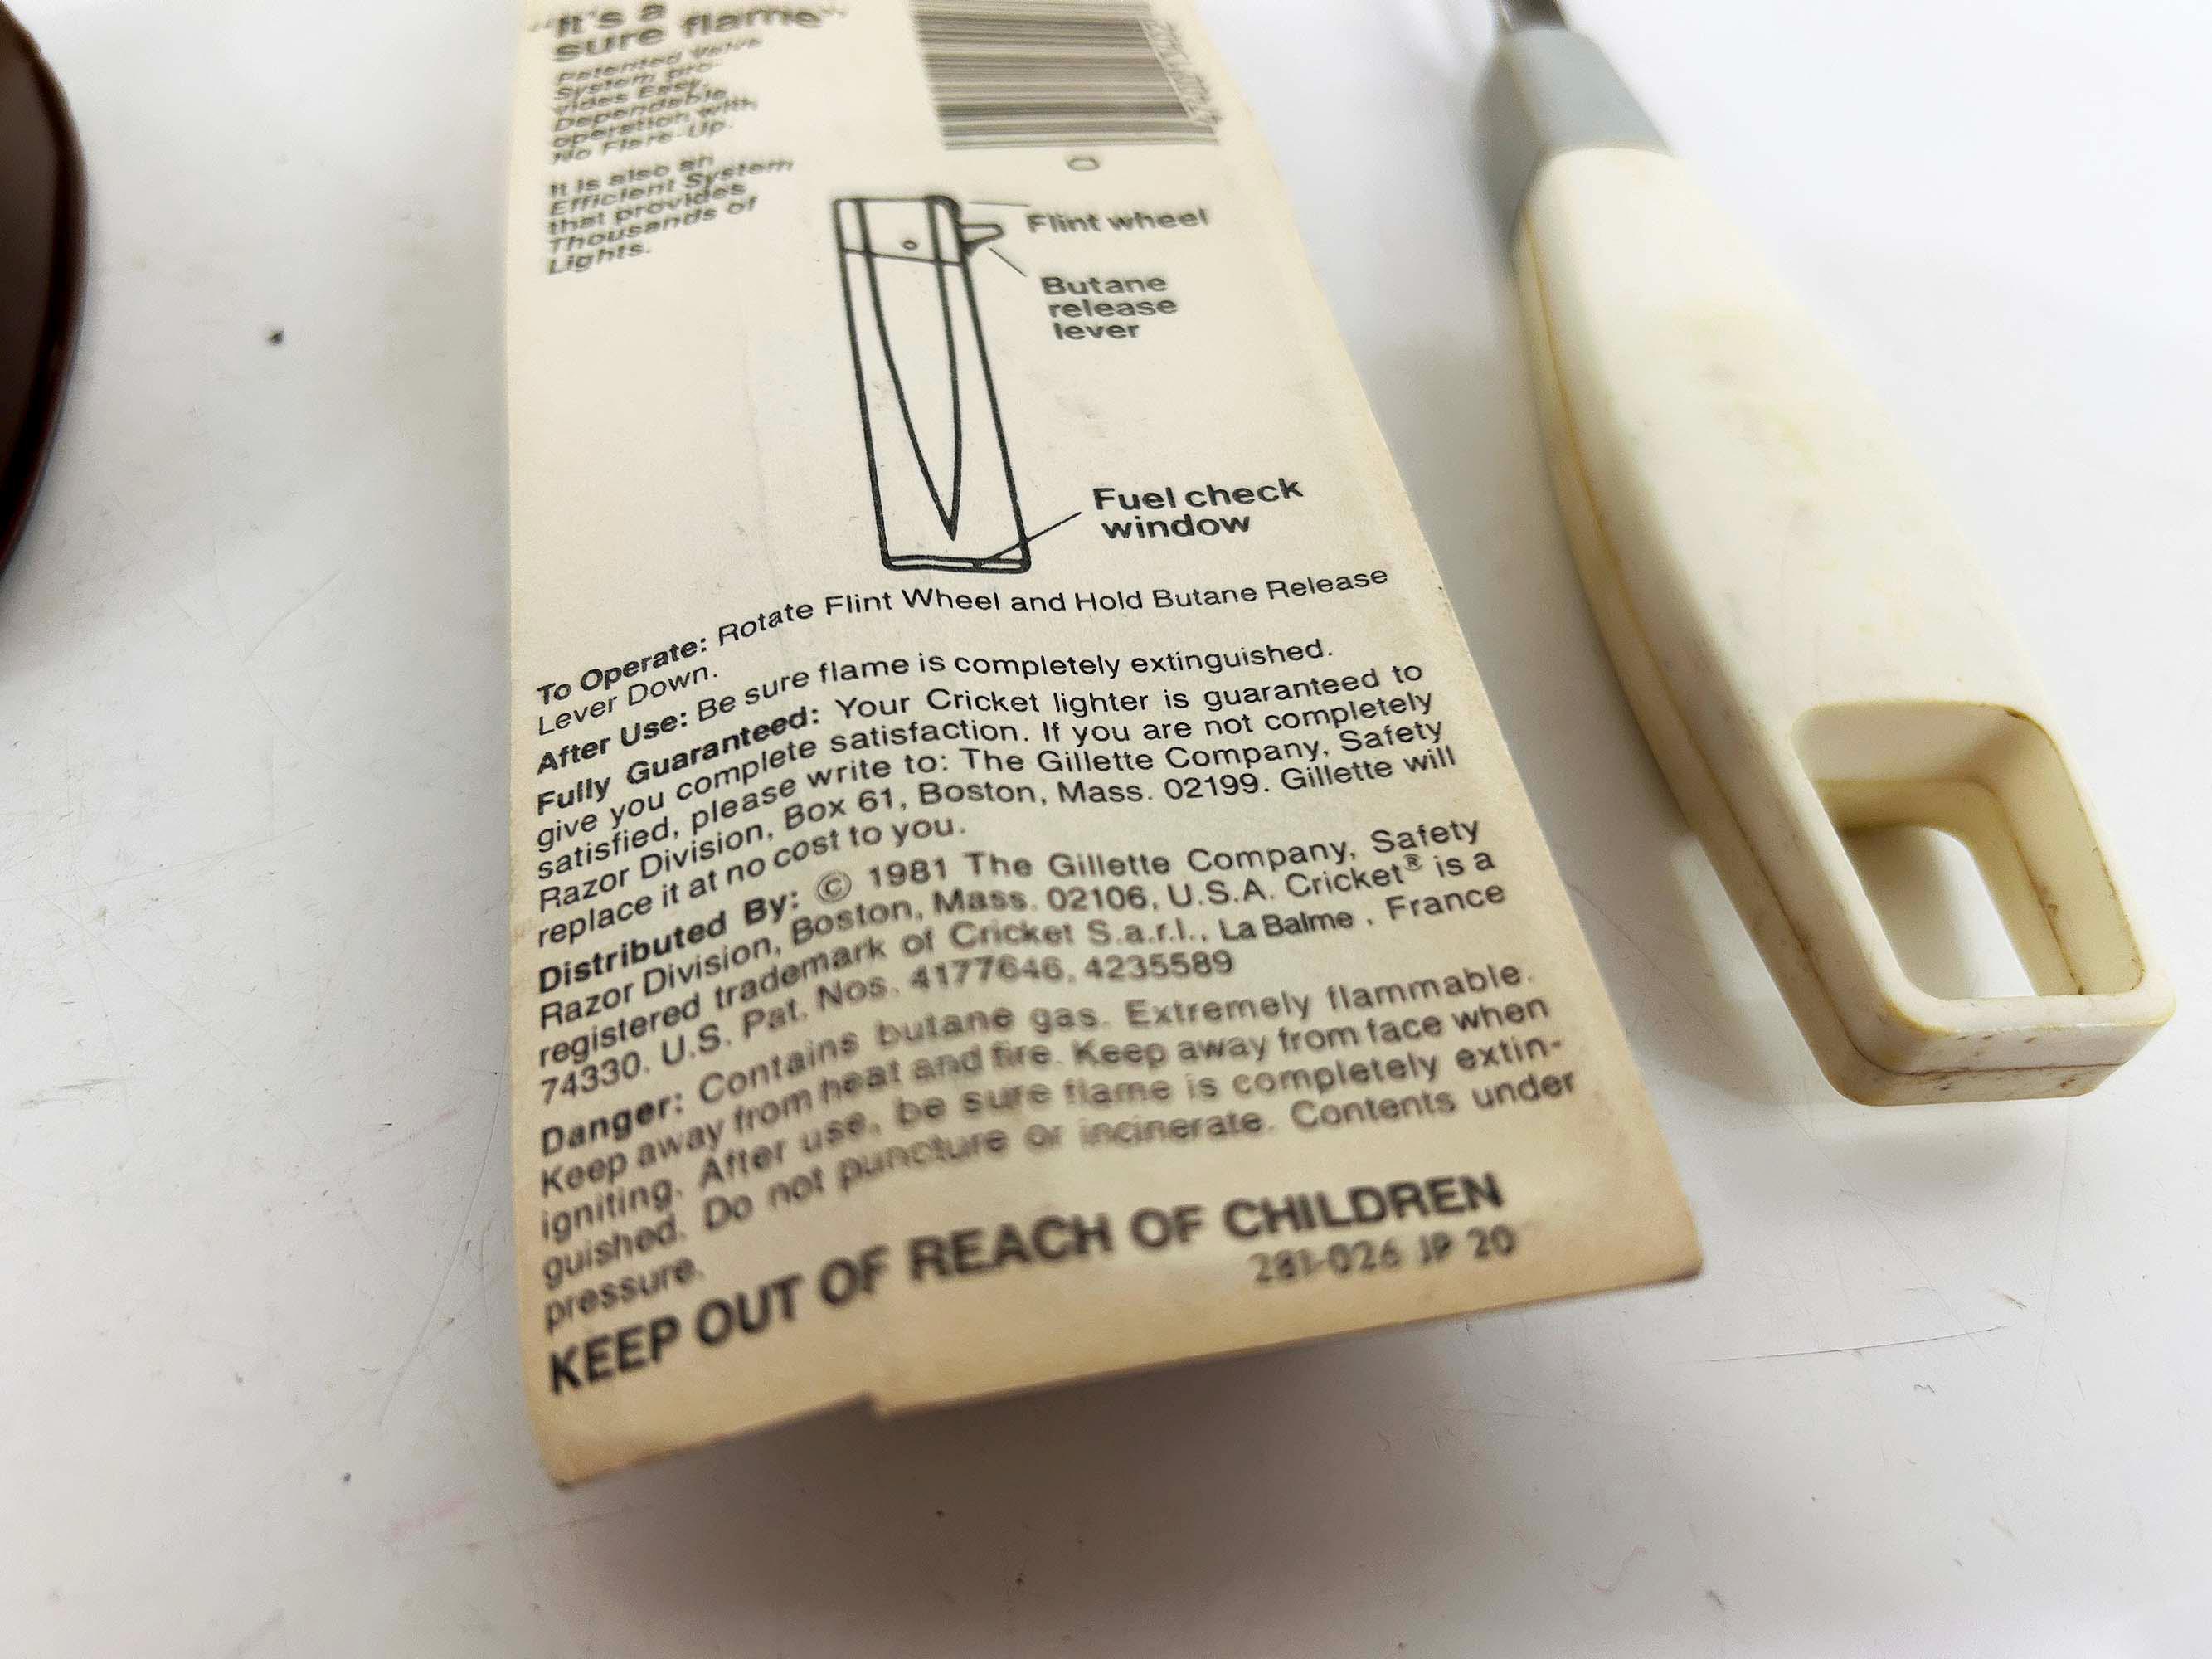 "It's a
sure flame"
Patented Valve
System pro-
vides Easy,
Dependable
operation with
No Flare-Up.
It is also an
Efficient System
that provides
Thousands of
Lights.
0
Flint wheel
Butane
release
lever
Fuel check
window
To Operate: Rotate Flint Wheel and Hold Butane Release
Lever Down.
After Use: Be sure flame is completely extinguished.
Fully Guaranteed: Your Cricket lighter is guaranteed to
give you complete satisfaction. If you are not completely
satisfied, please write to: The Gillette Company, Safety
Razor Division, Box 61, Boston, Mass. 02199. Gillette will
replace it at no cost to you.
Distributed By: © 1981 The Gillette Company, Safety
Razor Division, Boston, Mass. 02106, U.S.A. Cricket® is a
registered trademark of Cricket S.a.r.l., La Balme, France
74330. U.S. Pat. Nos. 4177646, 4235589
Danger: Contains butane gas. Extremely flammable.
Keep away from heat and fire. Keep away from face when
igniting. After use, be sure flame is completely extin-
guished. Do not puncture or incinerate. Contents under
pressure.
KEEP OUT OF REACH OF CHILDREN
281-026 JP 20